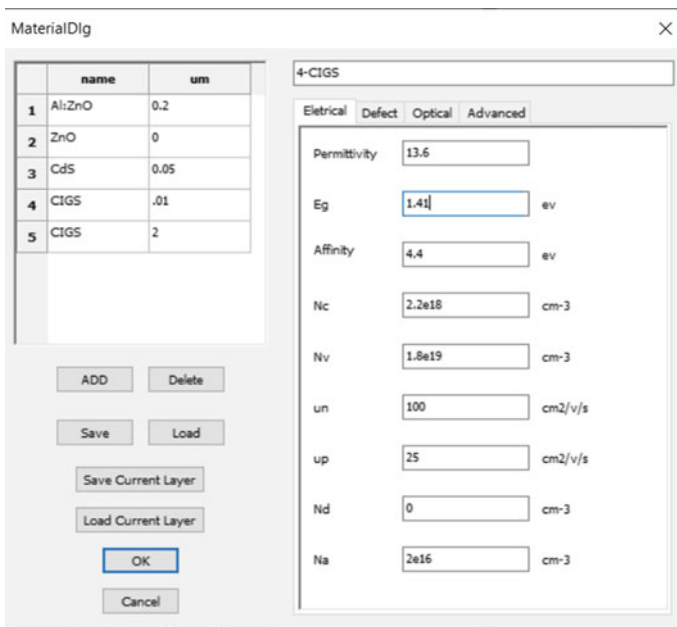 MaterialDlg
name um
1 Al:ZnO 0.2
2 ZnO 0
3 CdS 0.05
4 CIGS .01
5 CIGS 2
ADD Delete
Save Load
Save Current Layer
Load Current Layer
OK
Cancel
4-CIGS
Eletrical Defect Optical Advanced
Permittivity 13.6
Eg 1.41 ev
Affinity 4.4 ev
Nc 2.2e18 cm-3
Nv 1.8e19 cm-3
un 100 cm2/v/s
up 25 cm2/v/s
Nd 0 cm-3
Na 2e16 cm-3